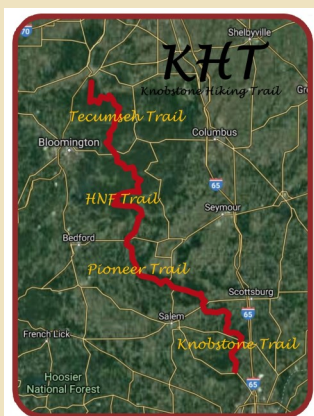 70
Shelbyville
KHT
Knobstone Hiking Trail
Gr
Tecumseh Trail
Columbus
Bloomington
65
HNF Trail
Seymour
Bedford
Pioneer Trail
Scottsburg
65
Salem
French Lick
Knobstone Trail
Hoosier
National Forest
65